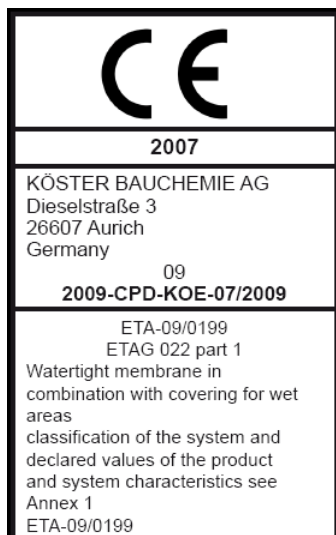 CE
2007
KÖSTER BAUCHEMIE AG
Dieselstraße 3
26607 Aurich
Germany
09
2009-CPD-KOE-07/2009
ETA-09/0199
ETAG 022 part 1
Watertight membrane in
combination with covering for wet
areas
classification of the system and
declared values of the product
and system characteristics see
Annex 1
ETA-09/0199